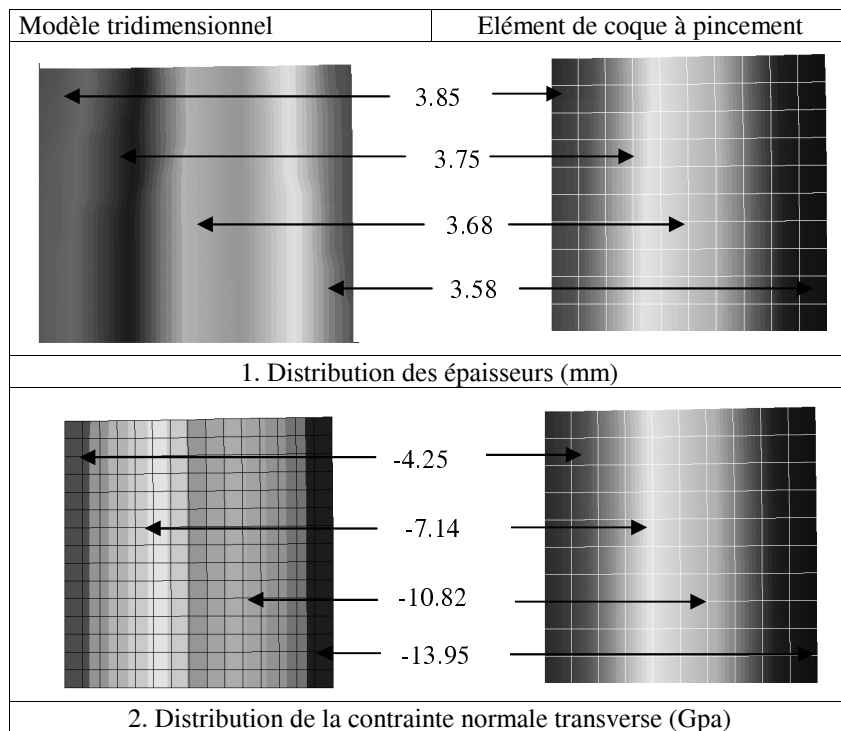 Modèle tridimensionnel
Elément de coque à pincement
3.85
3.75
3.68
3.58
1. Distribution des épaisseurs (mm)
-4.25
-7.14
-10.82
-13.95
2. Distribution de la contrainte normale transverse (Gpa)